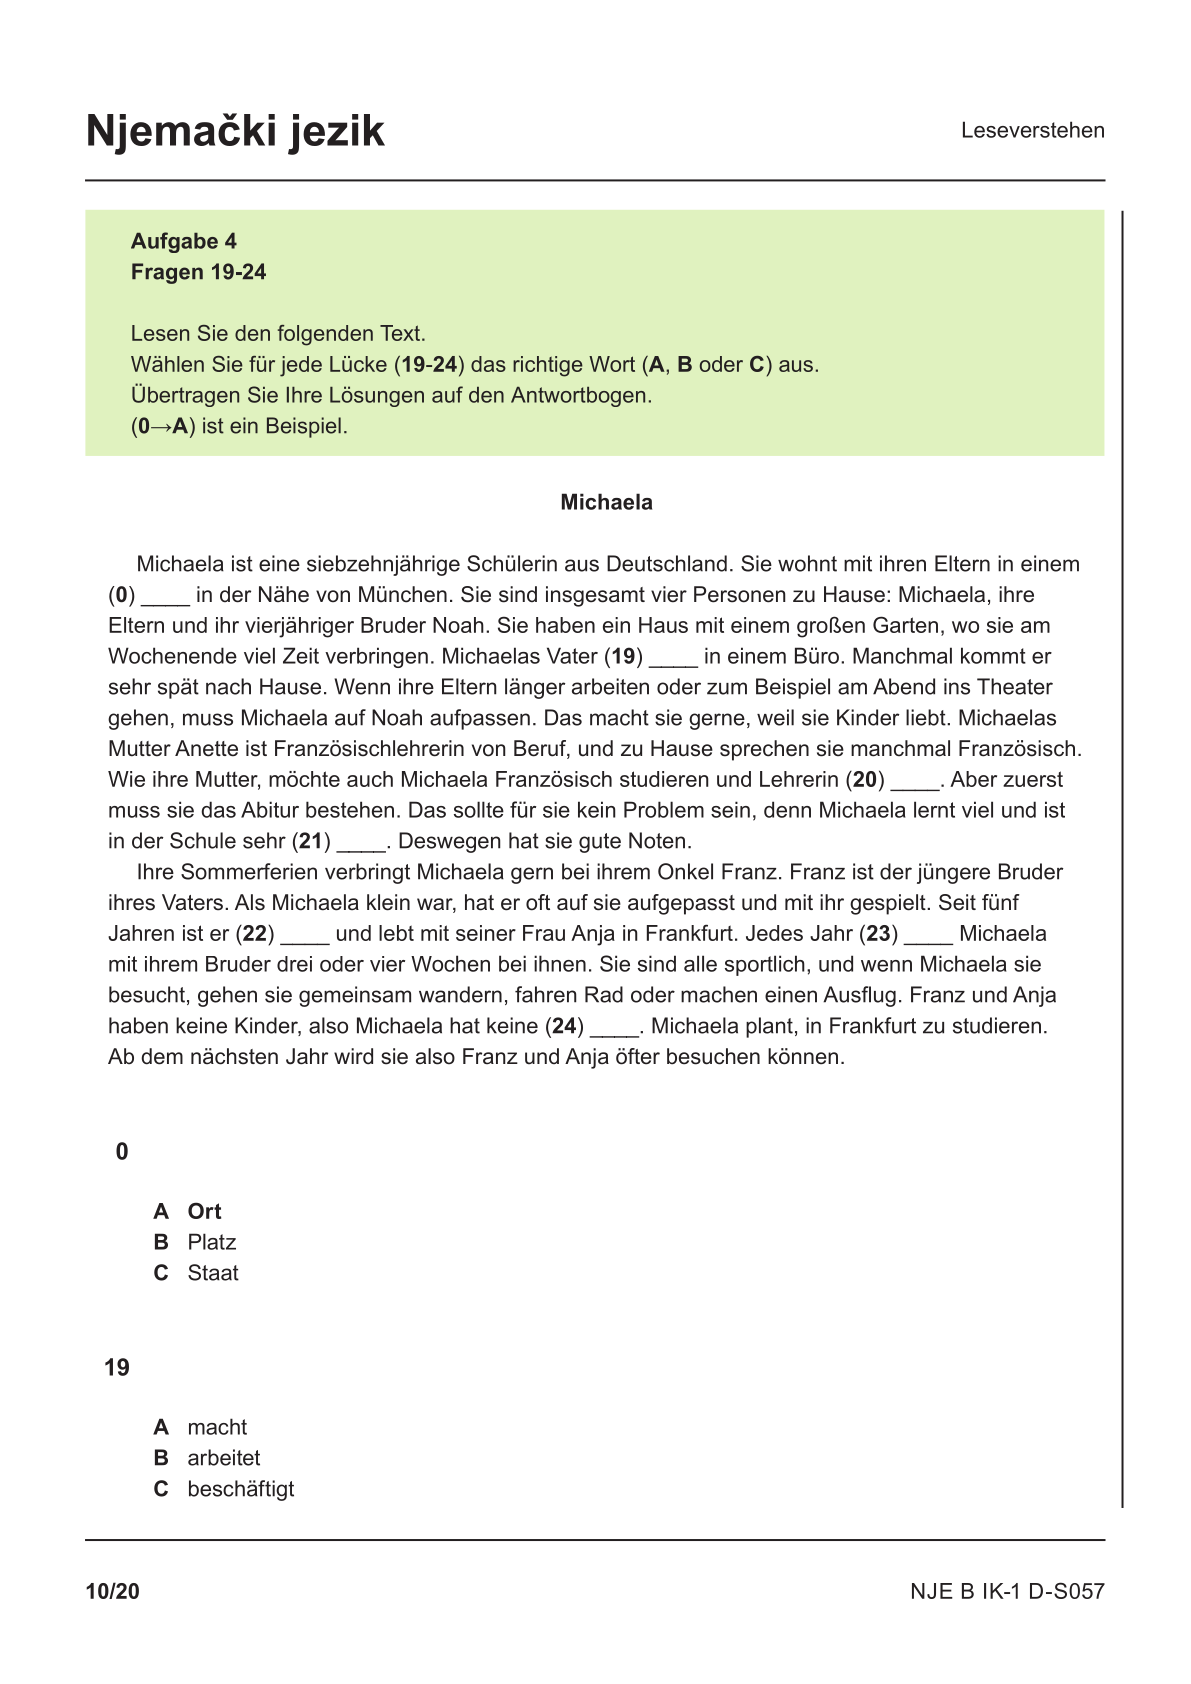 Njemački jezik
Leseverstehen
Aufgabe 4
Fragen 19-24
Lesen Sie den folgenden Text.
Wählen Sie für jede Lücke (19-24) das richtige Wort (A, B oder C) aus.
Übertragen Sie Ihre Lösungen auf den Antwortbogen.
(0→A) ist ein Beispiel.
Michaela
Michaela ist eine siebzehnjährige Schülerin aus Deutschland. Sie wohnt mit ihren Eltern in einem
(0) ____ in der Nähe von München. Sie sind insgesamt vier Personen zu Hause: Michaela, ihre
Eltern und ihr vierjähriger Bruder Noah. Sie haben ein Haus mit einem großen Garten, wo sie am
Wochenende viel Zeit verbringen. Michaelas Vater (19) ____ in einem Büro. Manchmal kommt er
sehr spät nach Hause. Wenn ihre Eltern länger arbeiten oder zum Beispiel am Abend ins Theater
gehen, muss Michaela auf Noah aufpassen. Das macht sie gerne, weil sie Kinder liebt. Michaelas
Mutter Anette ist Französischlehrerin von Beruf, und zu Hause sprechen sie manchmal Französisch.
Wie ihre Mutter, möchte auch Michaela Französisch studieren und Lehrerin (20) ____. Aber zuerst
muss sie das Abitur bestehen. Das sollte für sie kein Problem sein, denn Michaela lernt viel und ist
in der Schule sehr (21) ____. Deswegen hat sie gute Noten.
Ihre Sommerferien verbringt Michaela gern bei ihrem Onkel Franz. Franz ist der jüngere Bruder
ihres Vaters. Als Michaela klein war, hat er oft auf sie aufgepasst und mit ihr gespielt. Seit fünf
Jahren ist er (22) ____ und lebt mit seiner Frau Anja in Frankfurt. Jedes Jahr (23) ____ Michaela
mit ihrem Bruder drei oder vier Wochen bei ihnen. Sie sind alle sportlich, und wenn Michaela sie
besucht, gehen sie gemeinsam wandern, fahren Rad oder machen einen Ausflug. Franz und Anja
haben keine Kinder, also Michaela hat keine (24) ____. Michaela plant, in Frankfurt zu studieren.
Ab dem nächsten Jahr wird sie also Franz und Anja öfter besuchen können.
0
A Ort
B Platz
C Staat
19
A macht
B arbeitet
C beschäftigt
10/20
NJE B IK-1 D-S057